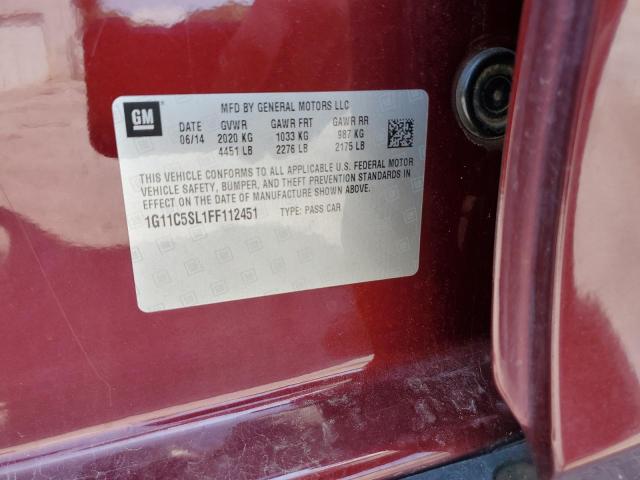 MFD BY GENERAL MOTORS LLC
GM DATE GVWR GAWR FRT GAWR RR
06/14 2020 KG 1033 KG 987 KG
4451 LB 2276 LB 2175 LB
THIS VEHICLE CONFORMS TO ALL APPLICABLE U.S. FEDERAL MOTOR
VEHICLE SAFETY, BUMPER, AND THEFT PREVENTION STANDARDS IN
EFFECT ON THE DATE OF MANUFACTURE SHOWN ABOVE.
1G11C5SL1FF112451 TYPE: PASS CAR